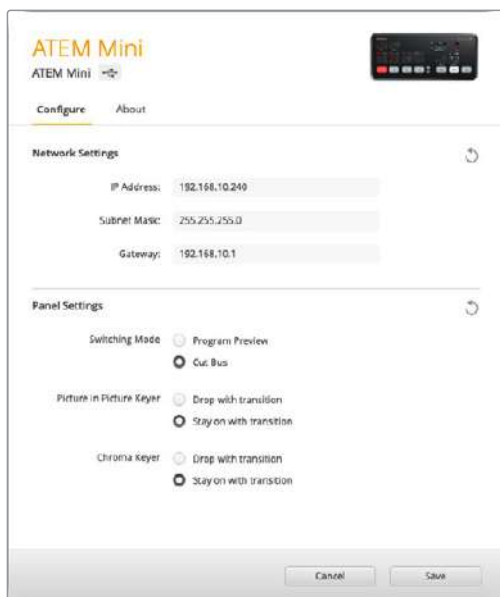 ATEM Mini
ATEM Mini
Configure About
Network Settings
IP Address: 192.168.10.240
Subnet Mask: 255.255.255.0
Gateway: 192.168.10.1
Panel Settings
Switching Mode Program Preview
Cut Bus
Picture in Picture Keyer Drop with transition
Stay on with transition
Chroma Keyer Drop with transition
Stay on with transition
Cancel Save